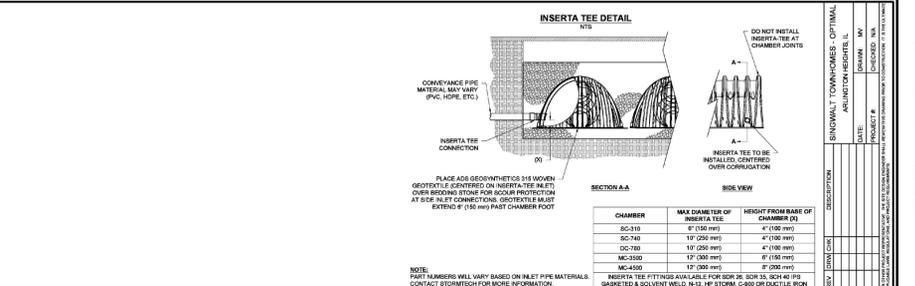 INSERTA TEE DETAIL
NTS
DO NOT INSTALL
INSERTA-TEE AT
CHAMBER JOINTS
A
CONVEYANCE PIPE
MATERIAL MAY VARY
(PVC, HDPE, ETC.)
INSERTA TEE
CONNECTION
(X)
A
INSERTA TEE TO BE
INSTALLED, CENTERED
OVER CORRUGATION
PLACE ADS GEOSYNTHETICS 315 WOVEN
GEOTEXTILE (CENTERED ON INSERTA-TEE INLET)
OVER BEDDING STONE FOR SCOUR PROTECTION
AT SIDE INLET CONNECTIONS. GEOTEXTILE MUST
EXTEND 6" (150 mm) PAST CHAMBER FOOT
SECTION A-A
SIDE VIEW
CHAMBER MAX DIAMETER OF INSERTA TEE HEIGHT FROM BASE OF CHAMBER (X)
SC-310 6" (150 mm) 4" (100 mm)
SC-740 10" (250 mm) 4" (100 mm)
DC-780 10" (250 mm) 4" (100 mm)
MC-3500 12" (300 mm) 6" (150 mm)
MC-4500 12" (300 mm) 8" (200 mm)
INSERTA TEE FITTINGS AVAILABLE FOR SDR 26, SDR 35, SCH 40 IPS
GASKETED & SOLVENT WELD, N-12, HP STORM, C-900 OR DUCTILE IRON
NOTE:
PART NUMBERS WILL VARY BASED ON INLET PIPE MATERIALS.
CONTACT STORMTECH FOR MORE INFORMATION.
SINGWALT TOWNHOMES - OPTIMAL
ARLINGTON HEIGHTS, IL
DATE: DRAWN: MV
PROJECT #: CHECKED: N/A
REV DRW CHK DESCRIPTION